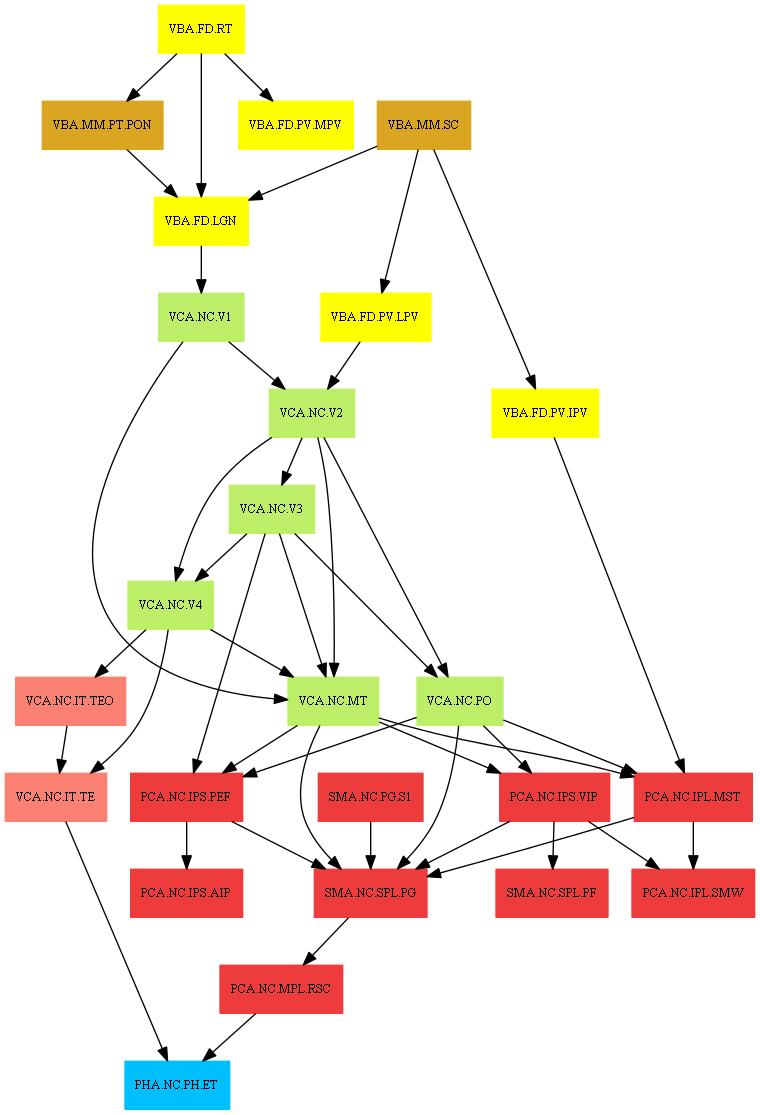 VBA.FD.RT
VBA.MM.PT.PON
VBA.FD.PV.MPV
VBA.MM.SC
VBA.FD.LGN
VCA.NC.V1
VBA.FD.PV.LPV
VCA.NC.V2
VBA.FD.PV.IPV
VCA.NC.V3
VCA.NC.V4
VCA.NC.IT.TEO
VCA.NC.MT
VCA.NC.PO
VCA.NC.IT.TE
PCA.NC.IPS.PEF
SMA.NC.PG.S1
PCA.NC.IPS.VIP
PCA.NC.IPL.MST
PCA.NC.IPS.AIP
SMA.NC.SPL.PG
SMA.NC.SPL.PF
PCA.NC.IPL.SMW
PCA.NC.MPL.RSC
PHA.NC.PH.ET